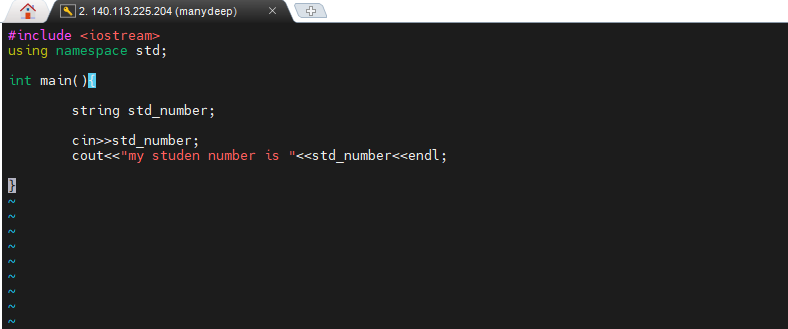 2. 140.113.225.204 (manydeep)
#include <iostream>
using namespace std;
int main(){
string std_number;
cin>>std_number;
cout<<"my studen number is "<<std_number<<endl;
}
~
~
~
~
~
~
~
~
~